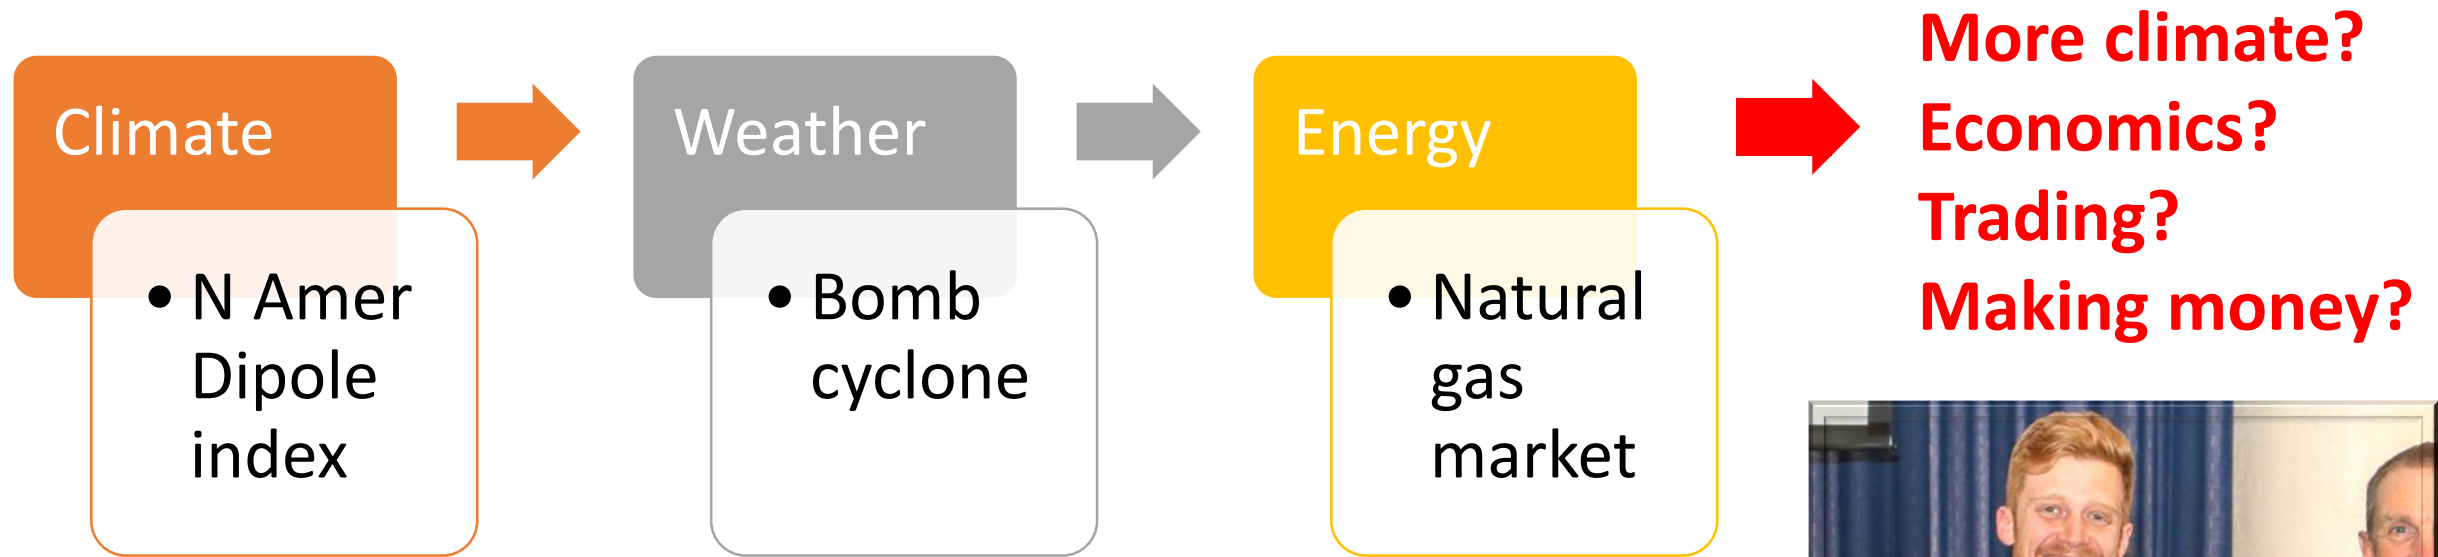 Climate
• N Amer
Dipole
index
Weather
• Bomb
cyclone
Energy
• Natural
gas
market
More climate?
Economics?
Trading?
Making money?